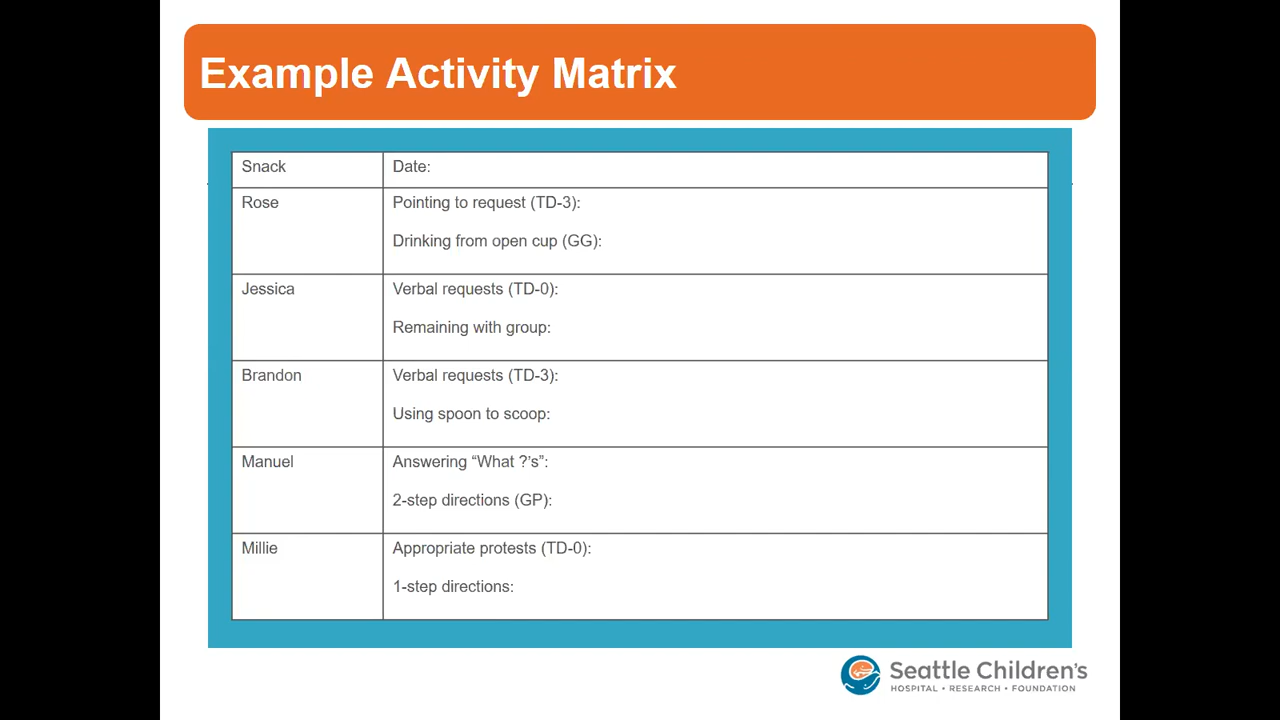 Example Activity Matrix
Snack
Date:
Rose
Pointing to request (TD-3):
Drinking from open cup (GG):
Jessica
Verbal requests (TD-0):
Remaining with group:
Brandon
Verbal requests (TD-3):
Using spoon to scoop:
Manuel
Answering “What ?’s”:
2-step directions (GP):
Millie
Appropriate protests (TD-0):
1-step directions:
Seattle Children’s
HOSPITAL • RESEARCH • FOUNDATION